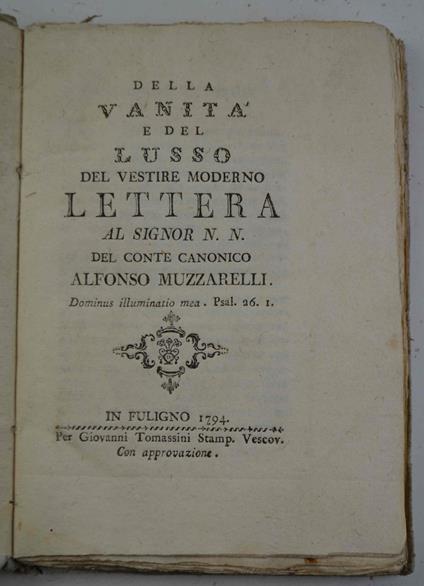 DELLA
VANITA'
E DEL
LUSSO
DEL VESTIRE MODERNO
LETTERA
AL SIGNOR N. N.
DEL CONTE CANONICO
ALFONSO MUZZARELLI.
Dominus illuminatio mea. Psal. 26. 1.
IN FULIGNO 1794.
Per Giovanni Tomassini Stamp. Vescov.
Con approvazione.